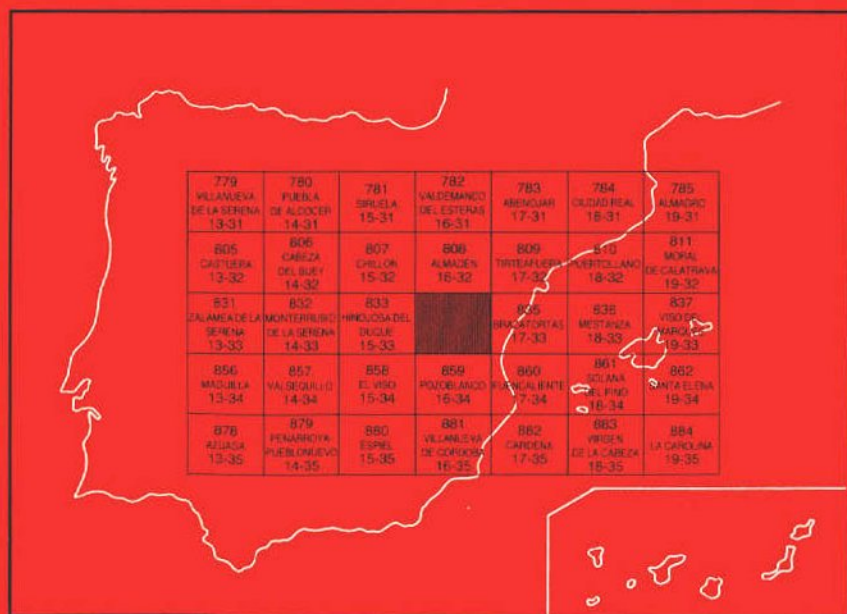 779
VILLANUEVA
DE LA SERENA
13-31
780
PUEBLA
DE ALCOCER
14-31
781
SIRUELA
15-31
782
VALDEMANCO
DEL ESTERAS
16-31
783
ABENOJAR
17-31
784
CIUDAD REAL
18-31
785
ALMAGRO
19-31
805
CASTUERA
13-32
806
CABEZA
DEL BUEY
14-32
807
CHILLON
15-32
808
ALMADEN
16-32
809
TIRTEAFUERA
17-32
810
PUERTOLLANO
18-32
811
MORAL
DE CALATRAVA
19-32
831
ZALAMEA DE LA
SERENA
13-33
832
MONTERRUBIO
DE LA SERENA
14-33
833
HINOJOSA DEL
DUQUE
15-33
835
BRAZATORTAS
17-33
836
MESTANZA
18-33
837
VISO DEL
MARQUES
19-33
856
MAGUILLA
13-34
857
VALSEQUILLO
14-34
858
EL VISO
15-34
859
POZOBLANCO
16-34
860
FUENCALIENTE
17-34
861
SOLANA
DEL PINO
18-34
862
SANTA ELENA
19-34
878
AZUAGA
13-35
879
PEÑARROYA-
PUEBLONUEVO
14-35
880
ESPIEL
15-35
881
VILLANUEVA
DE CORDOBA
16-35
882
CARDEÑA
17-35
883
VIRGEN
DE LA CABEZA
18-35
884
LA CAROLINA
19-35